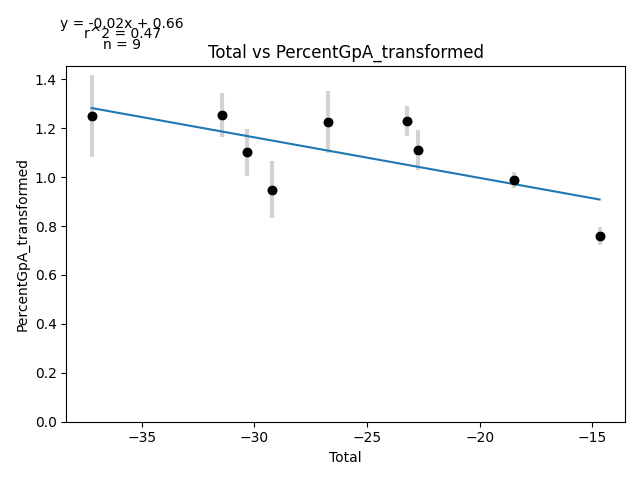 y = -0.02x + 0.66
r^2 = 0.47
n = 9
Total vs PercentGpA_transformed
1.4
1.2
1.0
0.8
0.6
0.4
0.2
0.0
PercentGpA_transformed
−35
−30
−25
−20
−15
Total